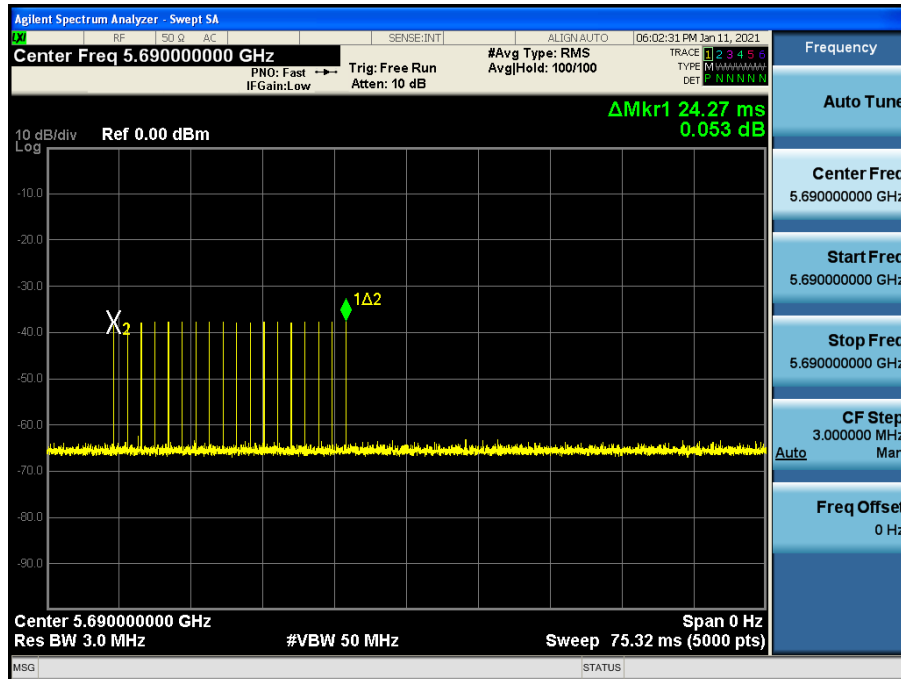 Agilent Spectrum Analyzer - Swept SA
LXI RF 50 Ω AC SENSE:INT ALIGN AUTO 06:02:31 PM Jan 11, 2021
Center Freq 5.690000000 GHz
PNO: Fast
IFGain:Low
Trig: Free Run
Atten: 10 dB
#Avg Type: RMS
Avg|Hold: 100/100
TRACE 1 2 3 4 5 6
TYPE M
DET P N N N N N
ΔMkr1 24.27 ms
0.053 dB
10 dB/div Ref 0.00 dBm
Log
-10.0
-20.0
-30.0
1Δ2
2
-40.0
-50.0
-60.0
-70.0
-80.0
-90.0
Center 5.690000000 GHz Span 0 Hz
Res BW 3.0 MHz #VBW 50 MHz Sweep 75.32 ms (5000 pts)
MSG STATUS
Frequency
Auto Tune
Center Freq
5.690000000 GHz
Start Freq
5.690000000 GHz
Stop Freq
5.690000000 GHz
CF Step
3.000000 MHz
Auto Man
Freq Offset
0 Hz